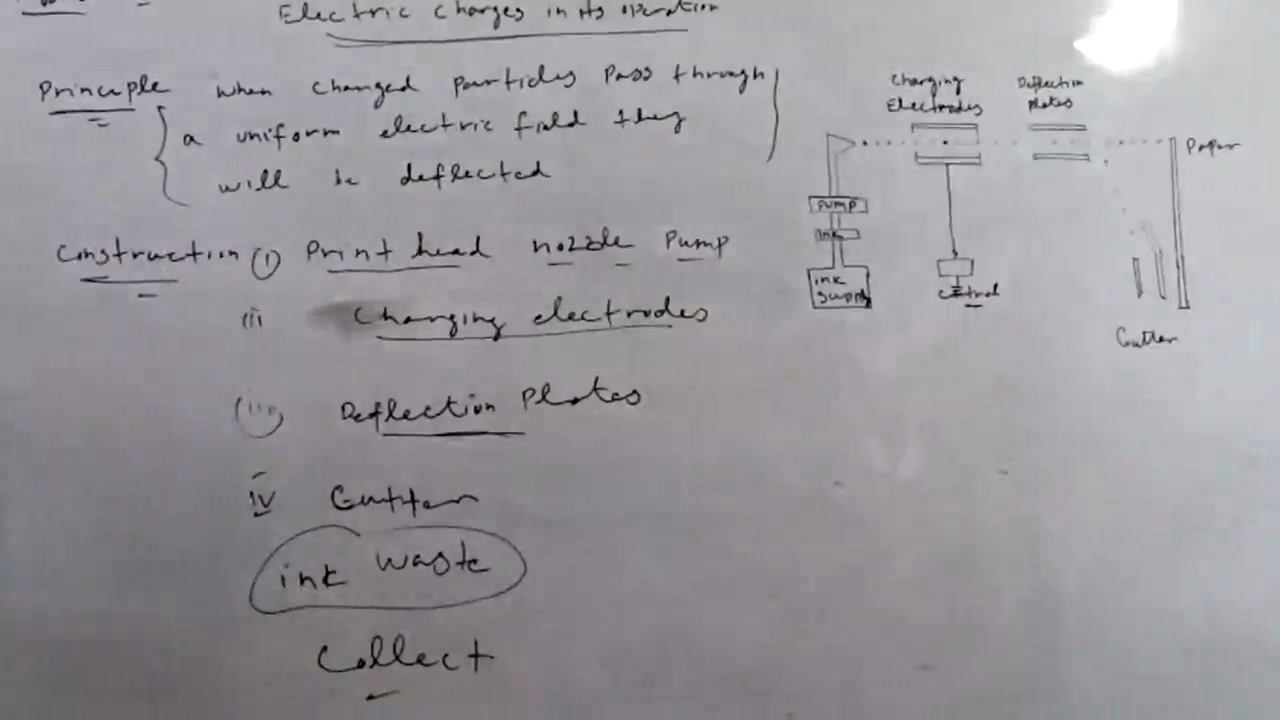 Electric Charges in its operation
Principle when charged particles pass through
a uniform electric field they
will be deflected
Construction (i) Print head nozzle Pump
ii Charging electrodes
(iii) Deflection Plates
iv Gutter
ink waste
Collect
Charging
Electrodes
Deflection
plates
Paper
PUMP
ink
ink
supply
control
Gutter